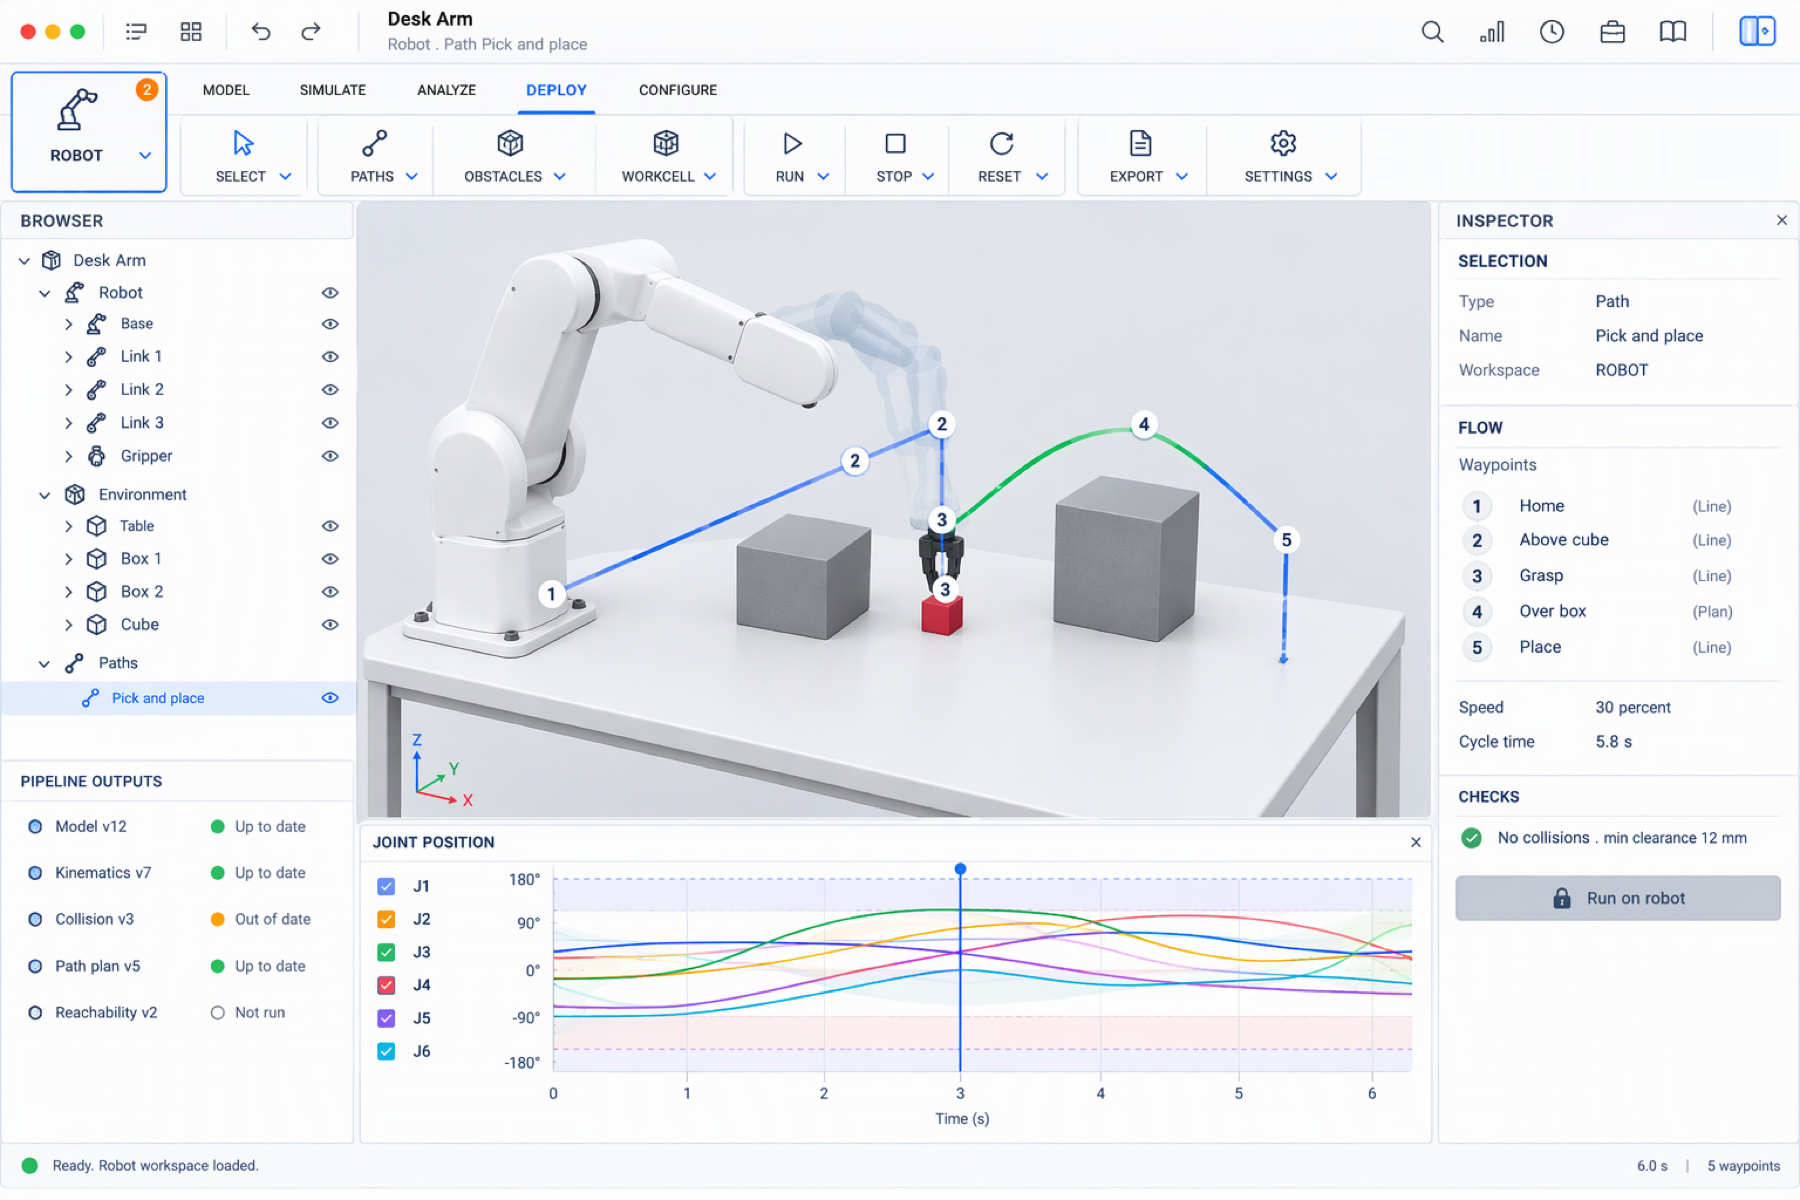 Desk Arm
Robot . Path Pick and place
2
ROBOT
MODEL SIMULATE ANALYZE DEPLOY CONFIGURE
SELECT PATHS OBSTACLES WORKCELL RUN STOP RESET EXPORT SETTINGS
BROWSER
Desk Arm
Robot
Base
Link 1
Link 2
Link 3
Gripper
Environment
Table
Box 1
Box 2
Cube
Paths
Pick and place
PIPELINE OUTPUTS
Model v12 Up to date
Kinematics v7 Up to date
Collision v3 Out of date
Path plan v5 Up to date
Reachability v2 Not run
2
4
2
3
5
3
1
Z
Y
X
JOINT POSITION
J1
J2
J3
J4
J5
J6
180°
90°
0°
-90°
-180°
0 1 2 3 4 5 6
Time (s)
INSPECTOR
SELECTION
Type Path
Name Pick and place
Workspace ROBOT
FLOW
Waypoints
1 Home (Line)
2 Above cube (Line)
3 Grasp (Line)
4 Over box (Plan)
5 Place (Line)
Speed 30 percent
Cycle time 5.8 s
CHECKS
No collisions . min clearance 12 mm
Run on robot
Ready. Robot workspace loaded.
6.0 s | 5 waypoints